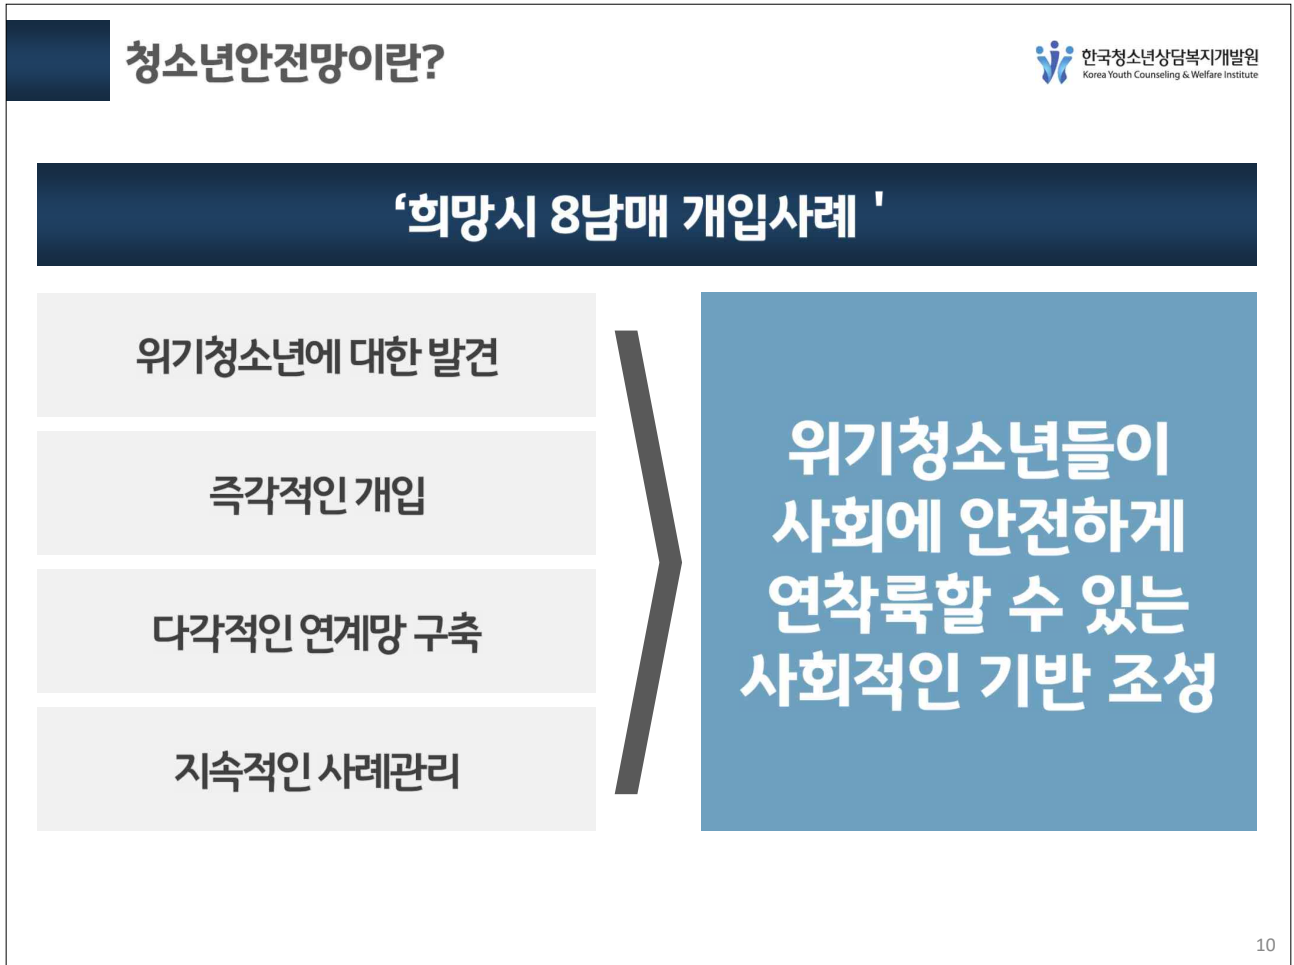 청소년안전망이란?
한국청소년상담복지개발원
Korea Youth Counseling & Welfare Institute
‘희망시 8남매 개입사례 '
위기청소년에 대한 발견
즉각적인 개입
다각적인 연계망 구축
지속적인 사례관리
위기청소년들이
사회에 안전하게
연착륙할 수 있는
사회적인 기반 조성
10